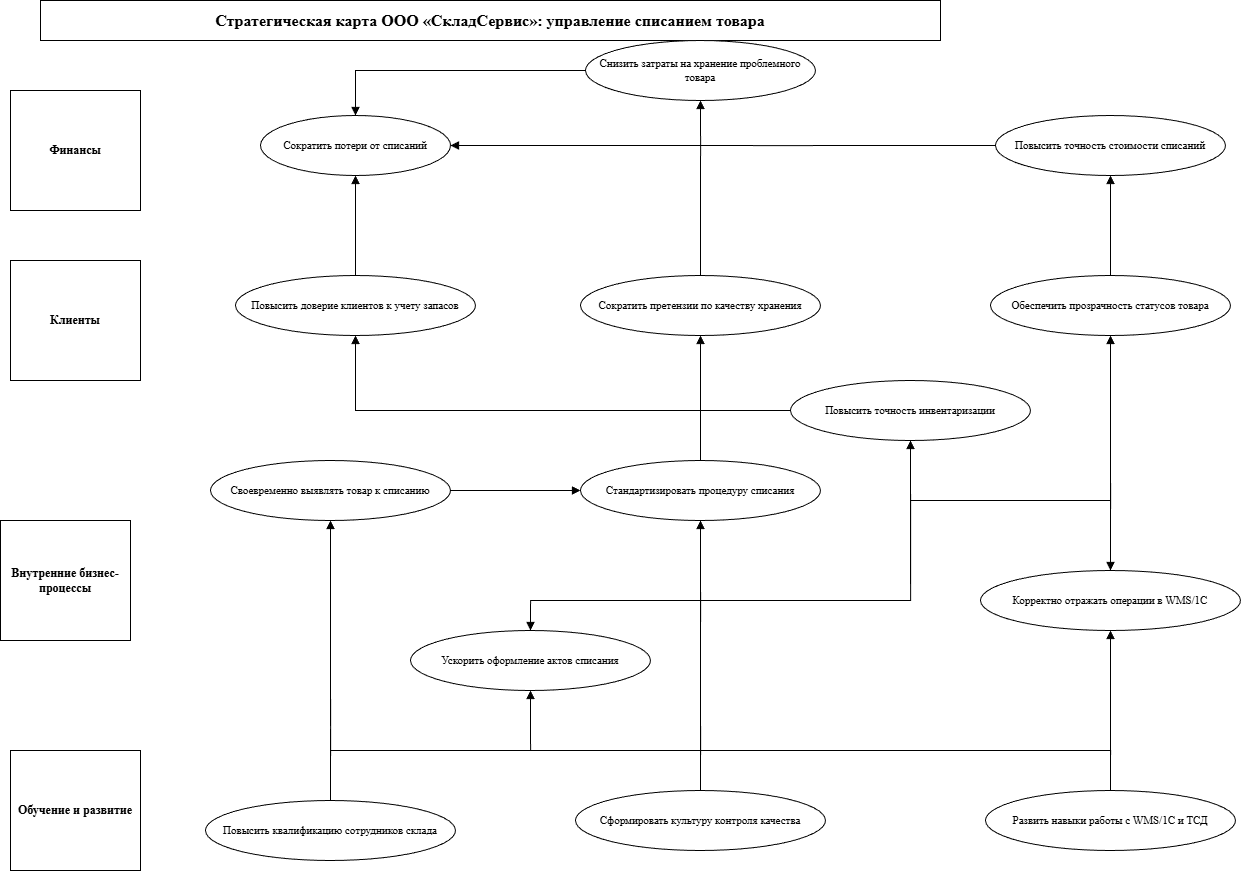 Стратегическая карта ООО «СкладСервис»: управление списанием товара
Снизить затраты на хранение проблемного
товара
Финансы
Сократить потери от списаний
Повысить точность стоимости списаний
Клиенты
Повысить доверие клиентов к учету запасов
Сократить претензии по качеству хранения
Обеспечить прозрачность статусов товара
Повысить точность инвентаризации
Своевременно выявлять товар к списанию
Стандартизировать процедуру списания
Внутренние бизнес-
процессы
Корректно отражать операции в WMS/1С
Ускорить оформление актов списания
Обучение и развитие
Повысить квалификацию сотрудников склада
Сформировать культуру контроля качества
Развить навыки работы с WMS/1С и ТСД